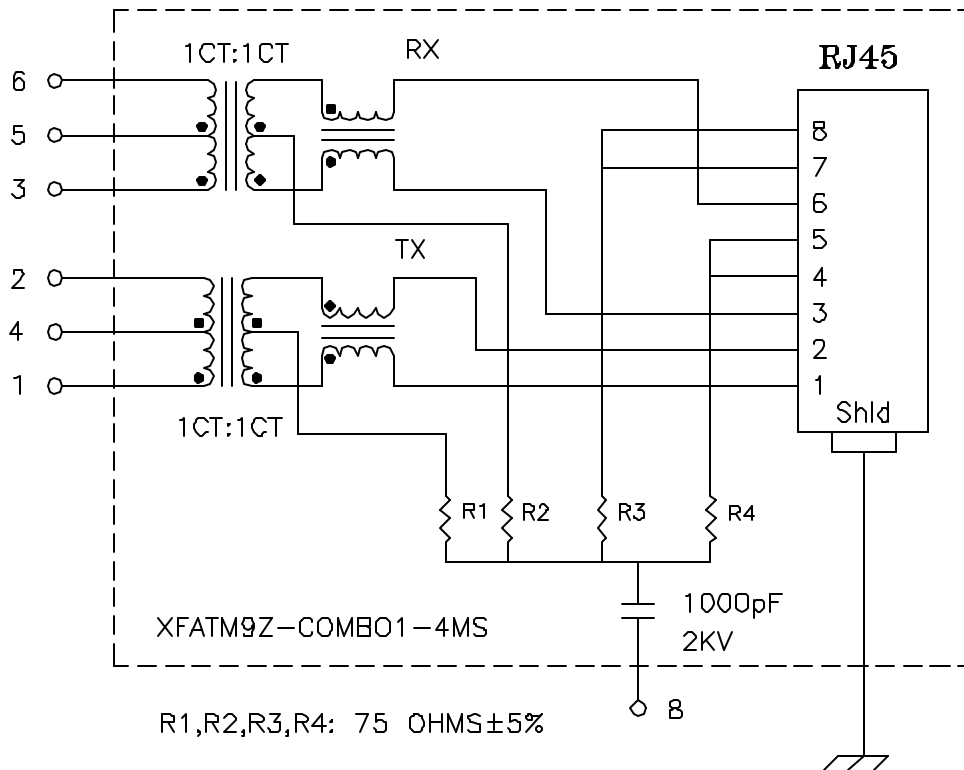 1CT:1CT
RX
RJ45
6
5
3
8
7
6
5
4
3
2
1
Shld
TX
2
4
1
1CT:1CT
R1
R2
R3
R4
1000pF
2KV
XFATM9Z-COMBO1-4MS
8
R1,R2,R3,R4: 75 OHMS±5%